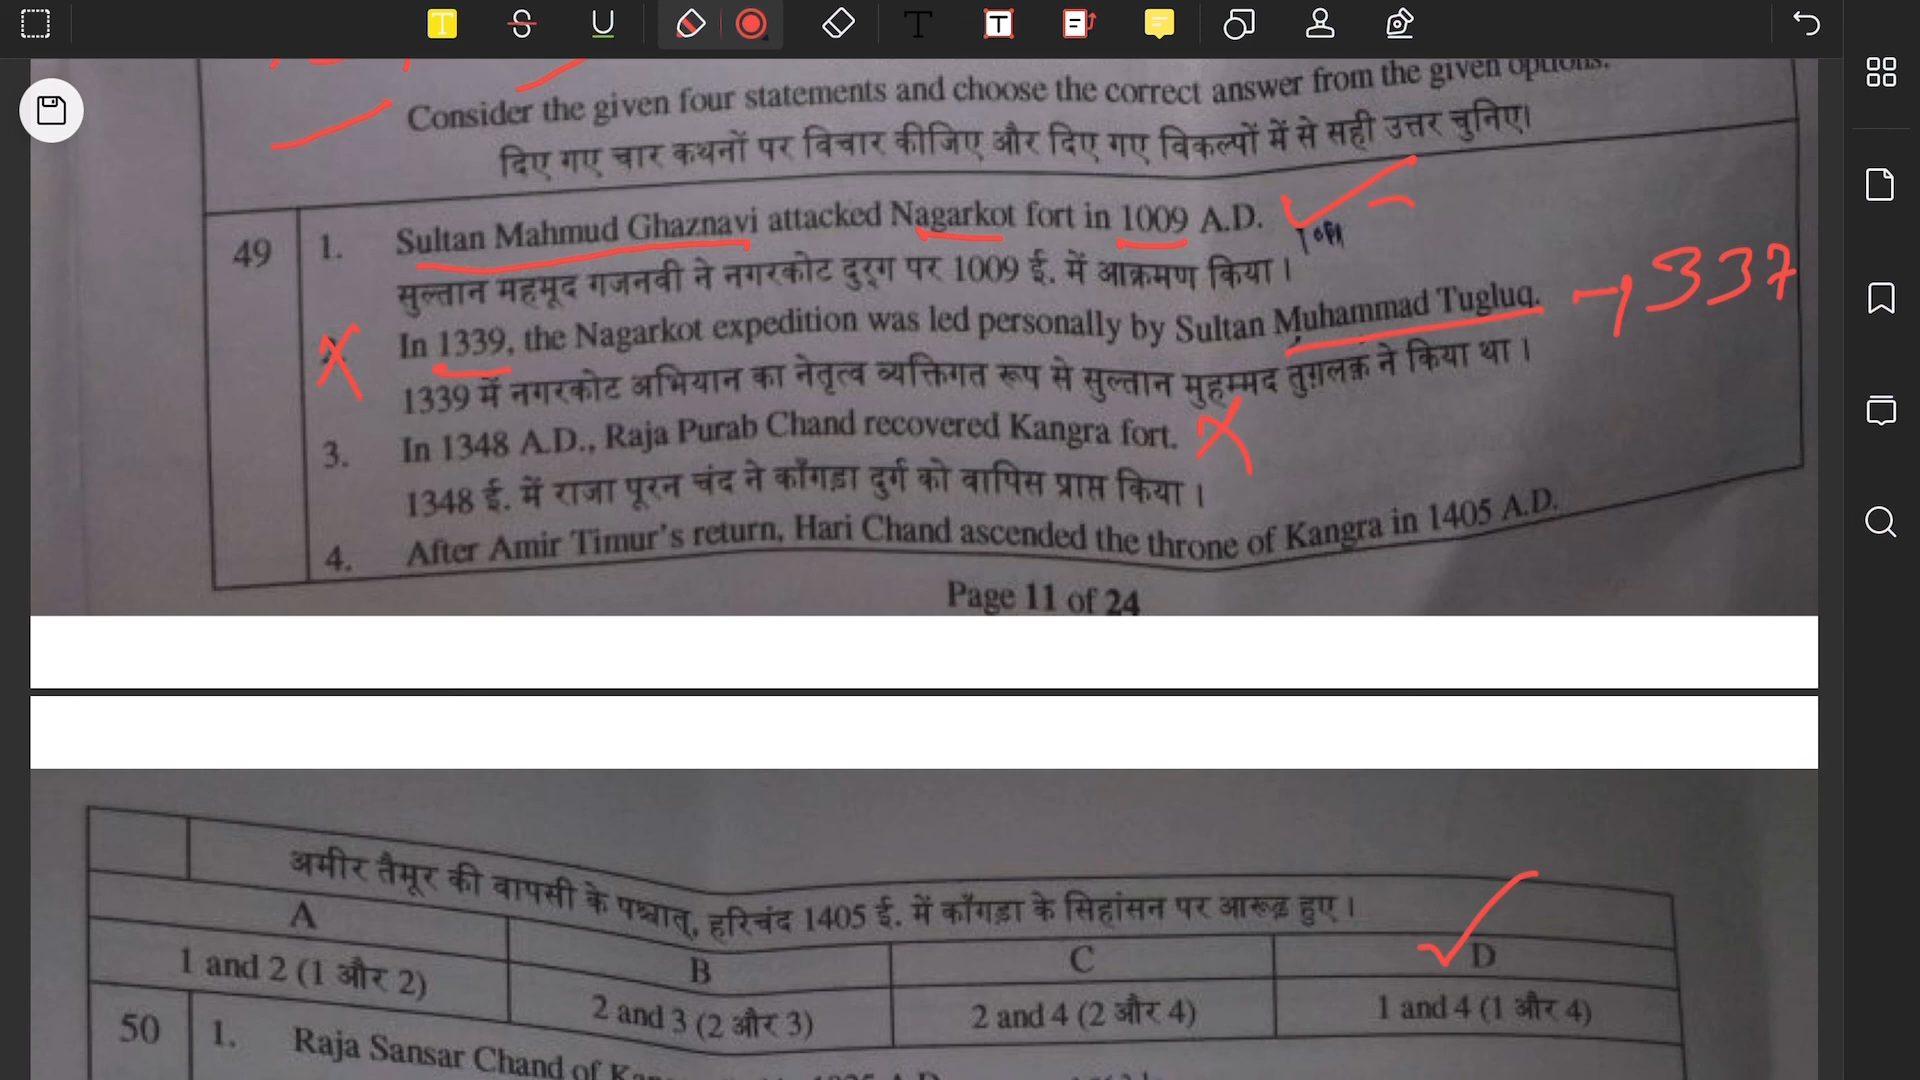 Consider the given four statements and choose the correct answer from the given options.
दिए गए चार कथनों पर विचार कीजिए और दिए गए विकल्पों में से सही उत्तर चुनिए।
49 1. Sultan Mahmud Ghaznavi attacked Nagarkot fort in 1009 A.D.
सुल्तान महमूद गजनवी ने नगरकोट दुर्ग पर 1009 ई. में आक्रमण किया।
In 1339, the Nagarkot expedition was led personally by Sultan Muhammad Tugluq. 1337
1339 में नगरकोट अभियान का नेतृत्व व्यक्तिगत रूप से सुल्तान मुहम्मद तुग़लक़ ने किया था।
3. In 1348 A.D., Raja Purab Chand recovered Kangra fort.
1348 ई. में राजा पूरन चंद ने काँगड़ा दुर्ग को वापिस प्राप्त किया।
4. After Amir Timur's return, Hari Chand ascended the throne of Kangra in 1405 A.D.
Page 11 of 24
अमीर तैमूर की वापसी के पश्चात्, हरिचंद 1405 ई. में काँगड़ा के सिहांसन पर आरूढ़ हुए।
A B C D
1 and 2 (1 और 2) 2 and 3 (2 और 3) 2 and 4 (2 और 4) 1 and 4 (1 और 4)
50 1. Raja Sansar Chand of